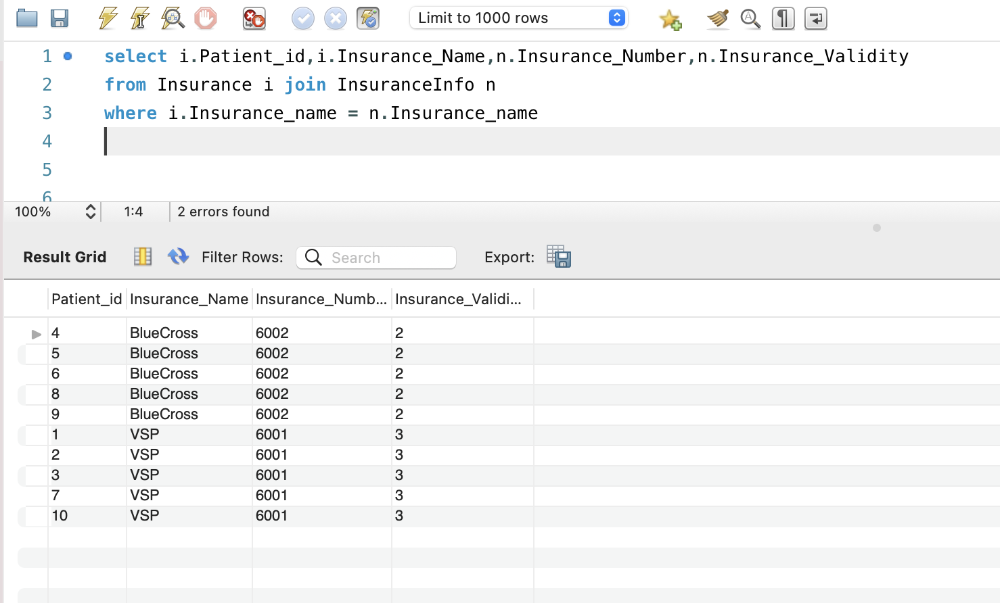 Limit to 1000 rows
1 select i.Patient_id,i.Insurance_Name,n.Insurance_Number,n.Insurance_Validity
2 from Insurance i join InsuranceInfo n
3 where i.Insurance_name = n.Insurance_name
4
5
6
100% 1:4 2 errors found
Result Grid Filter Rows: Search Export:
Patient_id Insurance_Name Insurance_Numb... Insurance_Validi...
4 BlueCross 6002 2
5 BlueCross 6002 2
6 BlueCross 6002 2
8 BlueCross 6002 2
9 BlueCross 6002 2
1 VSP 6001 3
2 VSP 6001 3
3 VSP 6001 3
7 VSP 6001 3
10 VSP 6001 3